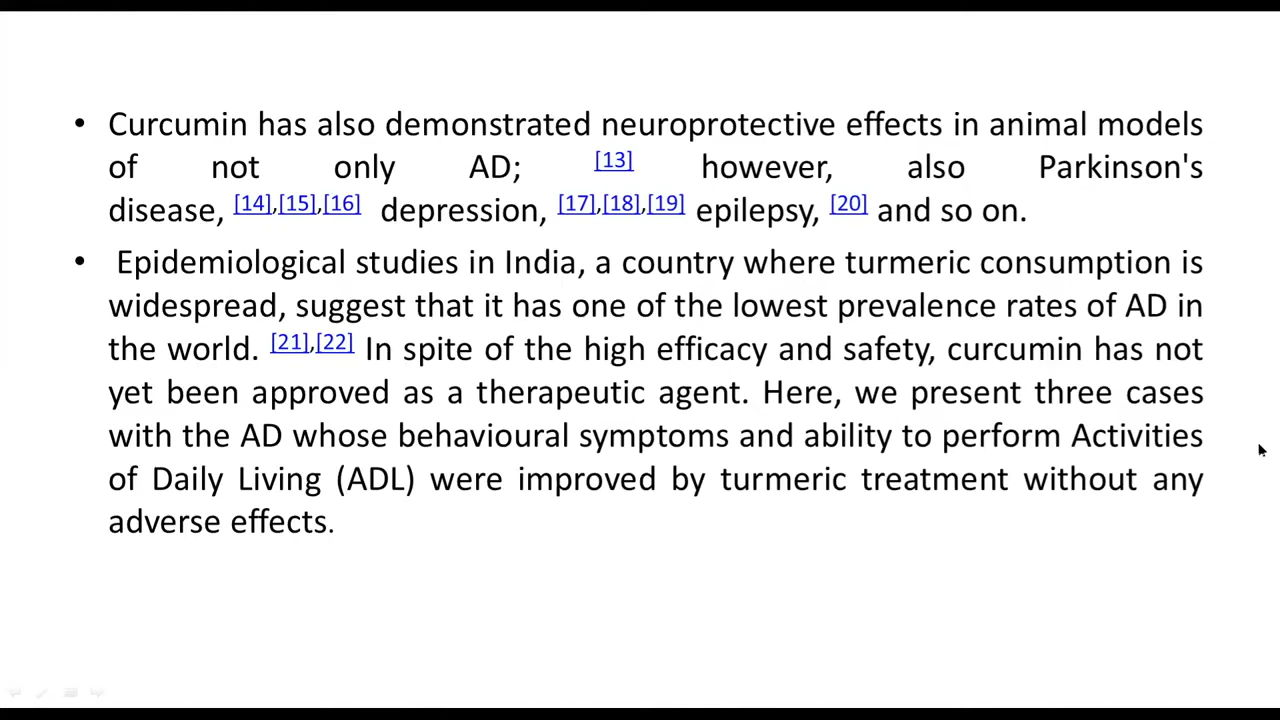 • Curcumin has also demonstrated neuroprotective effects in animal models
of not only AD; [13] however, also Parkinson's
disease, [14],[15],[16] depression, [17],[18],[19] epilepsy, [20] and so on.
• Epidemiological studies in India, a country where turmeric consumption is
widespread, suggest that it has one of the lowest prevalence rates of AD in
the world. [21],[22] In spite of the high efficacy and safety, curcumin has not
yet been approved as a therapeutic agent. Here, we present three cases
with the AD whose behavioural symptoms and ability to perform Activities
of Daily Living (ADL) were improved by turmeric treatment without any
adverse effects.